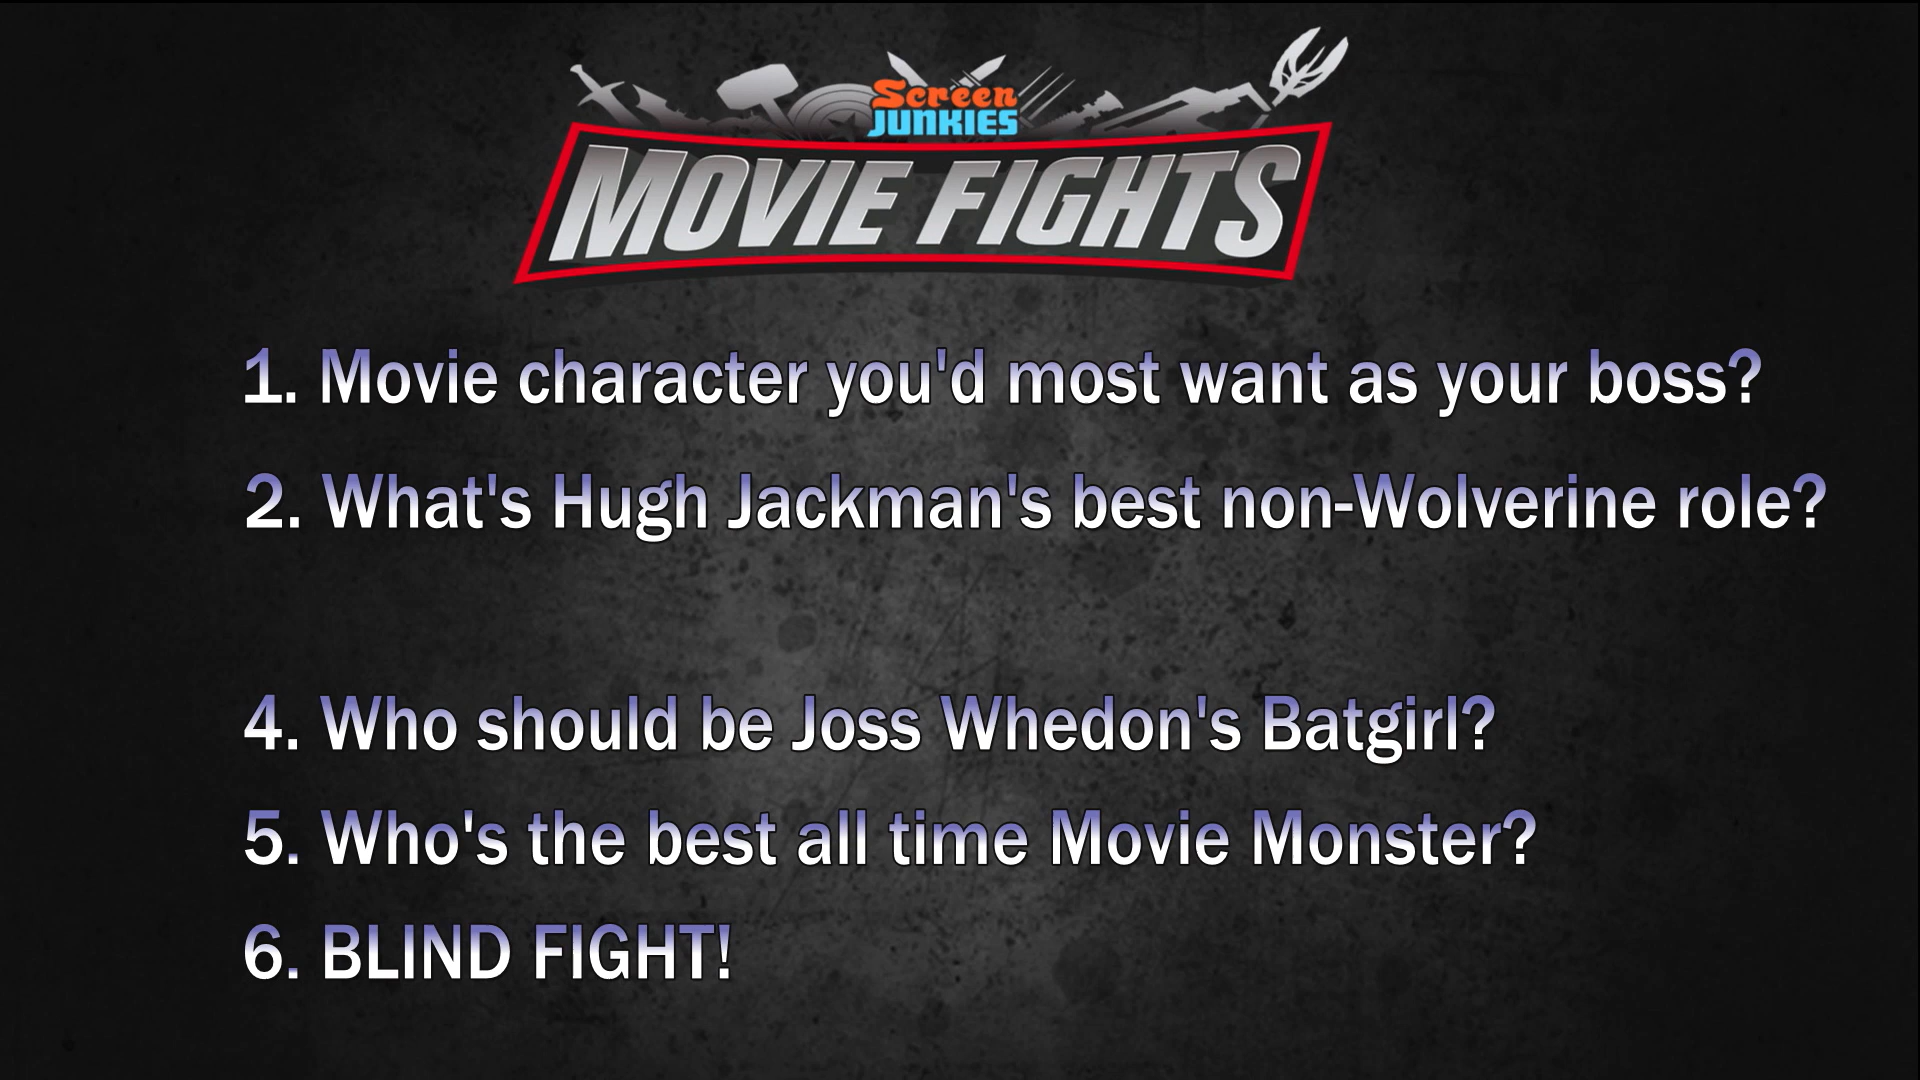 Screen
JUNKIES
MOVIE FIGHTS
1. Movie character you'd most want as your boss?
2. What's Hugh Jackman's best non-Wolverine role?
4. Who should be Joss Whedon's Batgirl?
5. Who's the best all time Movie Monster?
6. BLIND FIGHT!